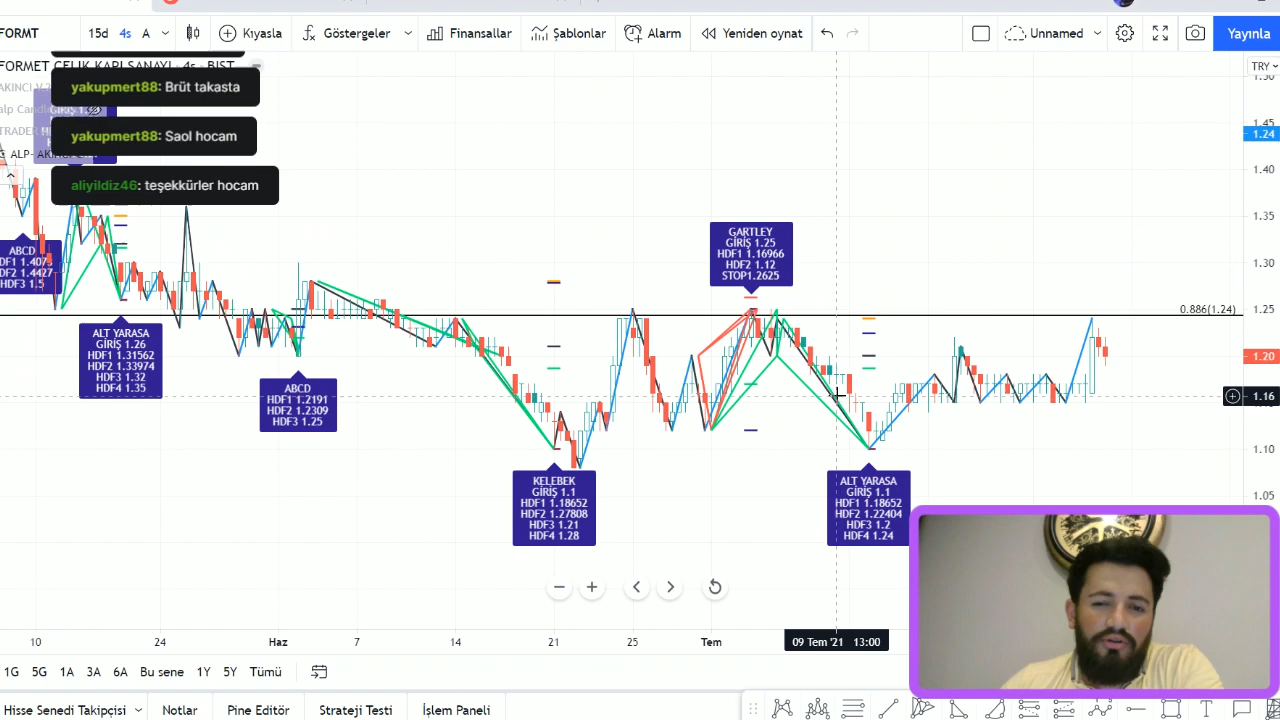 FORMT
15d
4s
A
Kıyasla
Göstergeler
Finansallar
Şablonlar
Alarm
Yeniden oynat
Unnamed
Yayınla
FORMET ÇELİK KAPI SANAYİ · 4s · BIST
TRY
yakupmert88: Brüt takasta
yakupmert88: Saol hocam
aliyildiz46: teşekkürler hocam
1.45
1.24
1.40
1.35
1.30
1.25
1.20
1.16
1.10
1.05
0.886(1.24)
ABCD
HDF3 1.5
ALT YARASA
GİRİŞ 1.26
HDF1 1.31562
HDF2 1.33974
HDF3 1.32
HDF4 1.35
ABCD
HDF1 1.2191
HDF2 1.2309
HDF3 1.25
KELEBEK
GİRİŞ 1.1
HDF1 1.18652
HDF2 1.27808
HDF3 1.21
HDF4 1.28
GARTLEY
GİRİŞ 1.25
HDF1 1.16966
HDF2 1.12
STOP1.2625
ALT YARASA
GİRİŞ 1.1
HDF1 1.18652
HDF2 1.22404
HDF3 1.2
HDF4 1.24
10
24
Haz
7
14
21
25
Tem
09 Tem '21 13:00
1G
5G
1A
3A
6A
Bu sene
1Y
5Y
Tümü
Hisse Senedi Takipçisi
Notlar
Pine Editör
Strateji Testi
İşlem Paneli